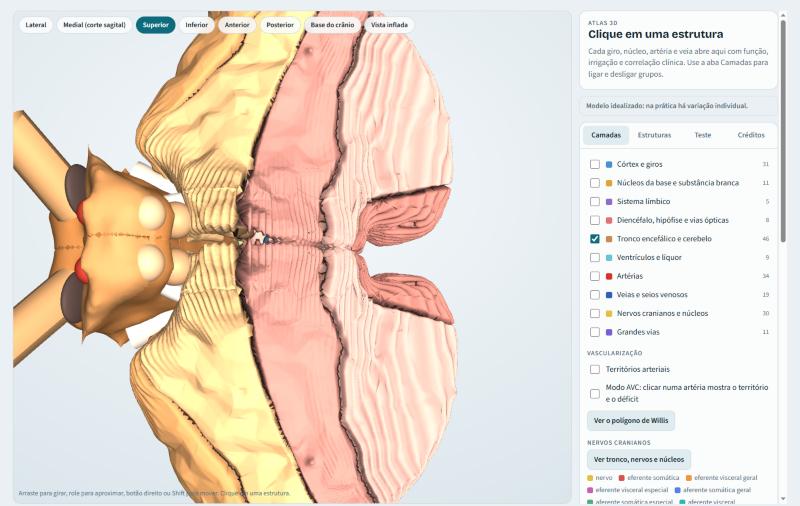 Lateral
Medial (corte sagital)
Superior
Inferior
Anterior
Posterior
Base do crânio
Vista inflada
Arraste para girar, role para aproximar, botão direito ou Shift para mover. Clique em uma estrutura.
ATLAS 3D
Clique em uma estrutura
Cada giro, núcleo, artéria e veia abre aqui com função,
irrigação e correlação clínica. Use a aba Camadas para
ligar e desligar grupos.
Modelo idealizado: na prática há variação individual.
Camadas
Estruturas
Teste
Créditos
Córtex e giros 31
Núcleos da base e substância branca 11
Sistema límbico 5
Diencéfalo, hipófise e vias ópticas 8
Tronco encefálico e cerebelo 46
Ventrículos e líquor 9
Artérias 34
Veias e seios venosos 19
Nervos cranianos e núcleos 30
Grandes vias 11
VASCULARIZAÇÃO
Territórios arteriais
Modo AVC: clicar numa artéria mostra o território
e o déficit
Ver o polígono de Willis
NERVOS CRANIANOS
Ver tronco, nervos e núcleos
nervo
eferente somática
eferente visceral geral
eferente visceral especial
aferente somática geral
aferente somática especial
aferente visceral